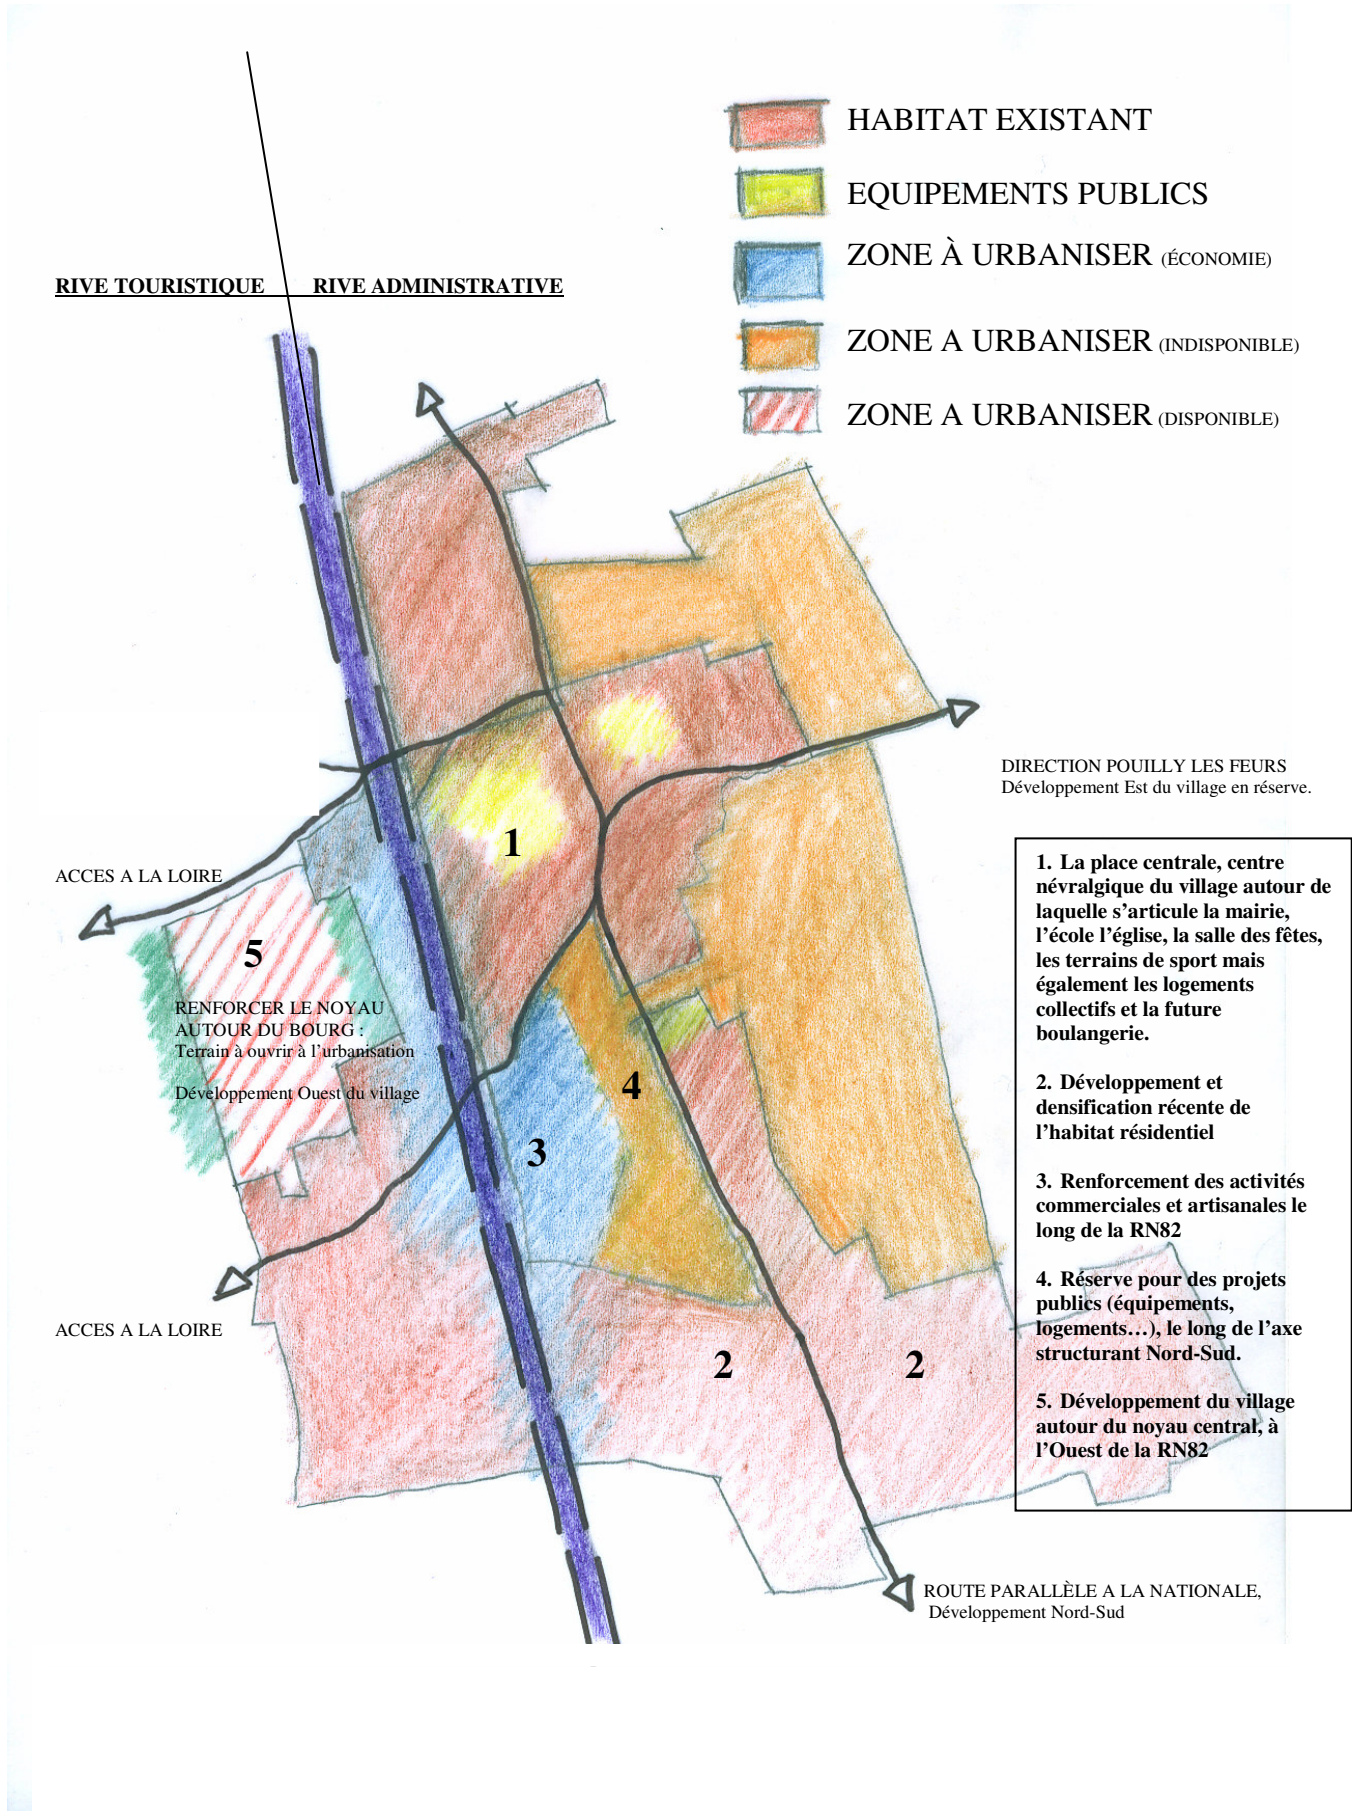 HABITAT EXISTANT
EQUIPEMENTS PUBLICS
ZONE À URBANISER (ÉCONOMIE)
ZONE A URBANISER (INDISPONIBLE)
ZONE A URBANISER (DISPONIBLE)
RIVE TOURISTIQUE RIVE ADMINISTRATIVE
DIRECTION POUILLY LES FEURS
Développement Est du village en réserve.
ACCES A LA LOIRE
1
5
RENFORCER LE NOYAU
AUTOUR DU BOURG :
Terrain à ouvrir à l’urbanisation
Développement Ouest du village
4
3
ACCES A LA LOIRE
2
2
1. La place centrale, centre
névralgique du village autour de
laquelle s’articule la mairie,
l’école l’église, la salle des fêtes,
les terrains de sport mais
également les logements
collectifs et la future
boulangerie.
2. Développement et
densification récente de
l’habitat résidentiel
3. Renforcement des activités
commerciales et artisanales le
long de la RN82
4. Réserve pour des projets
publics (équipements,
logements…), le long de l’axe
structurant Nord-Sud.
5. Développement du village
autour du noyau central, à
l’Ouest de la RN82
ROUTE PARALLÈLE A LA NATIONALE,
Développement Nord-Sud